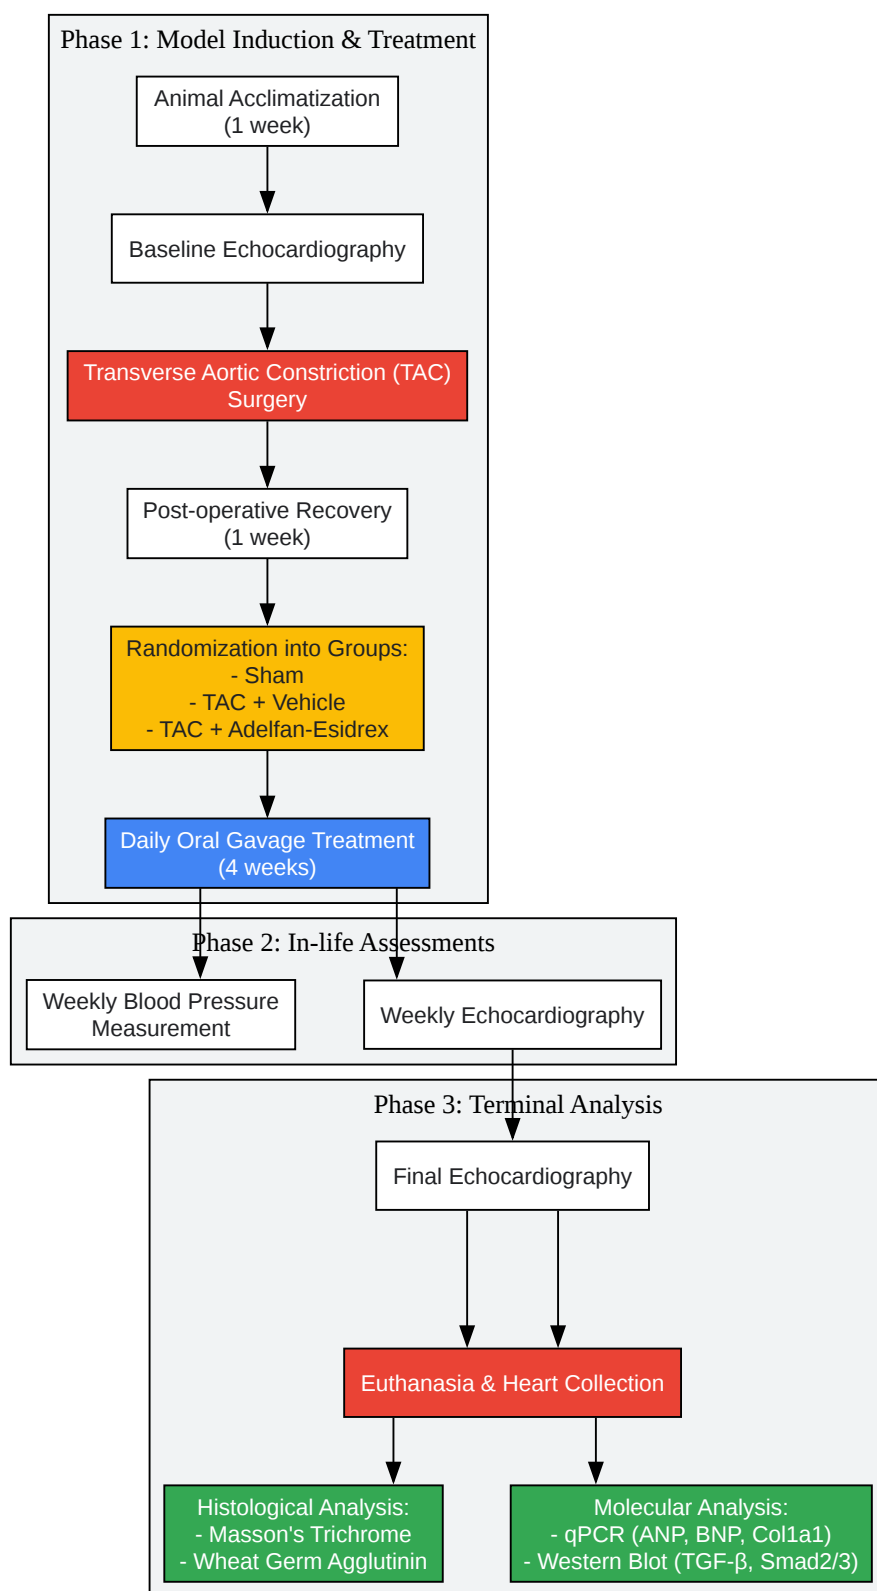 Phase 1: Model Induction & Treatment
Animal Acclimatization
(1 week)
Baseline Echocardiography
Transverse Aortic Constriction (TAC)
Surgery
Post-operative Recovery
(1 week)
Randomization into Groups:
- Sham
- TAC + Vehicle
- TAC + Adelfan-Esidrex
Daily Oral Gavage Treatment
(4 weeks)
Phase 2: In-life Assessments
Weekly Blood Pressure
Measurement
Weekly Echocardiography
Phase 3: Terminal Analysis
Final Echocardiography
Euthanasia & Heart Collection
Histological Analysis:
- Masson's Trichrome
- Wheat Germ Agglutinin
Molecular Analysis:
- qPCR (ANP, BNP, Col1a1)
- Western Blot (TGF-β, Smad2/3)